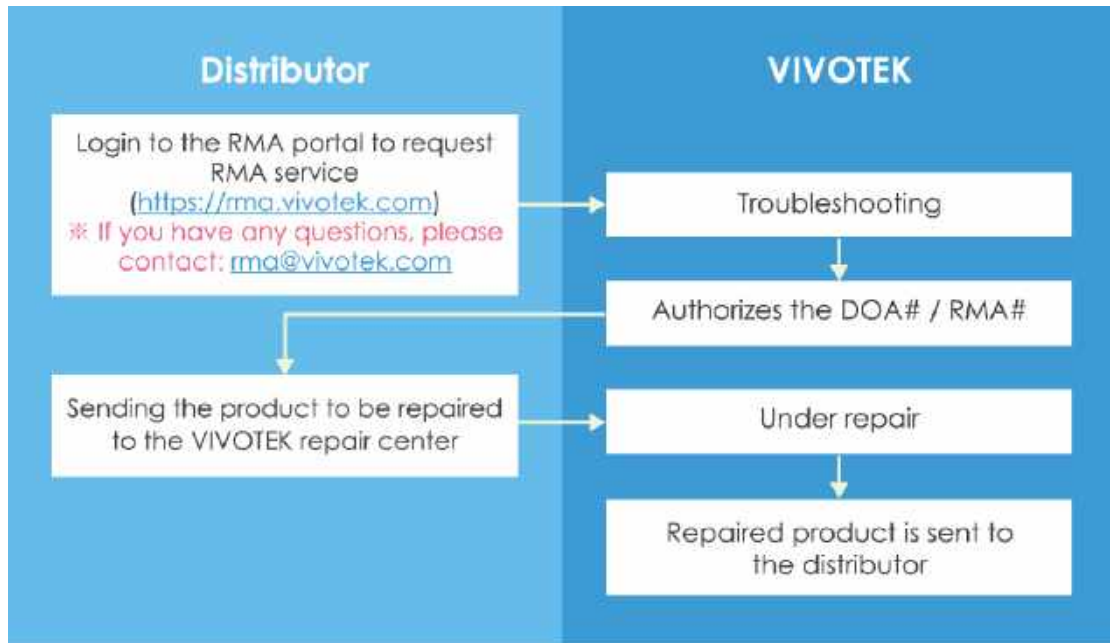 Distributor
VIVOTEK
Login to the RMA portal to request
RMA service
(https://rma.vivotek.com)
※ If you have any questions, please
contact: rma@vivotek.com
Troubleshooting
Authorizes the DOA# / RMA#
Sending the product to be repaired
to the VIVOTEK repair center
Under repair
Repaired product is sent to
the distributor